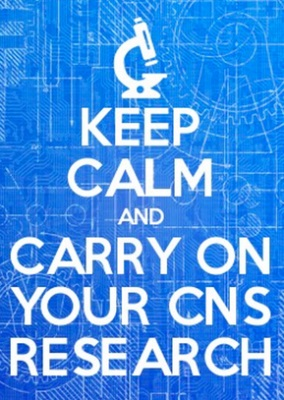 KEEP
CALM
AND
CARRY ON
YOUR CNS
RESEARCH